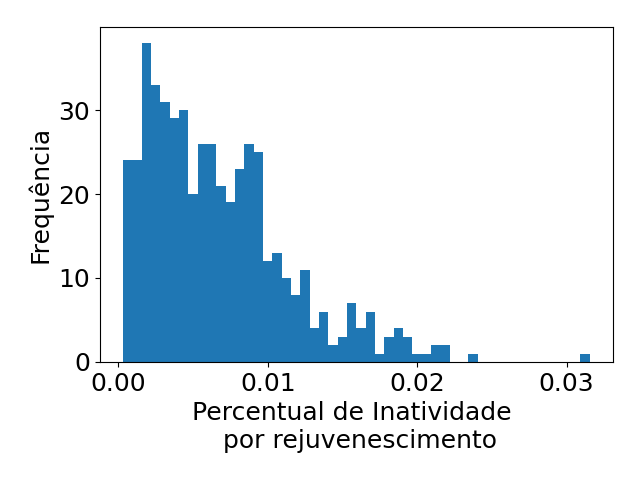 Frequência
30
20
10
0
0.00 0.01 0.02 0.03
Percentual de Inatividade
por rejuvenescimento